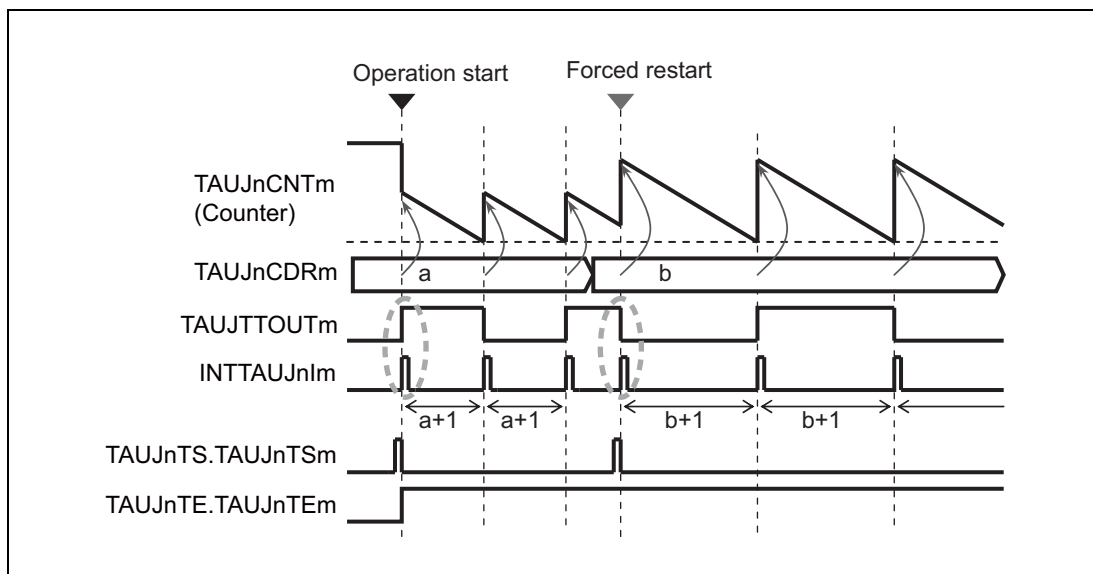 Operation start
Forced restart
TAUJnCNTm
(Counter)
TAUJnCDRm
a
b
TAUJTTOUTm
INTTAUJnIm
a+1
a+1
b+1
b+1
TAUJnTS.TAUJnTSm
TAUJnTE.TAUJnTEm